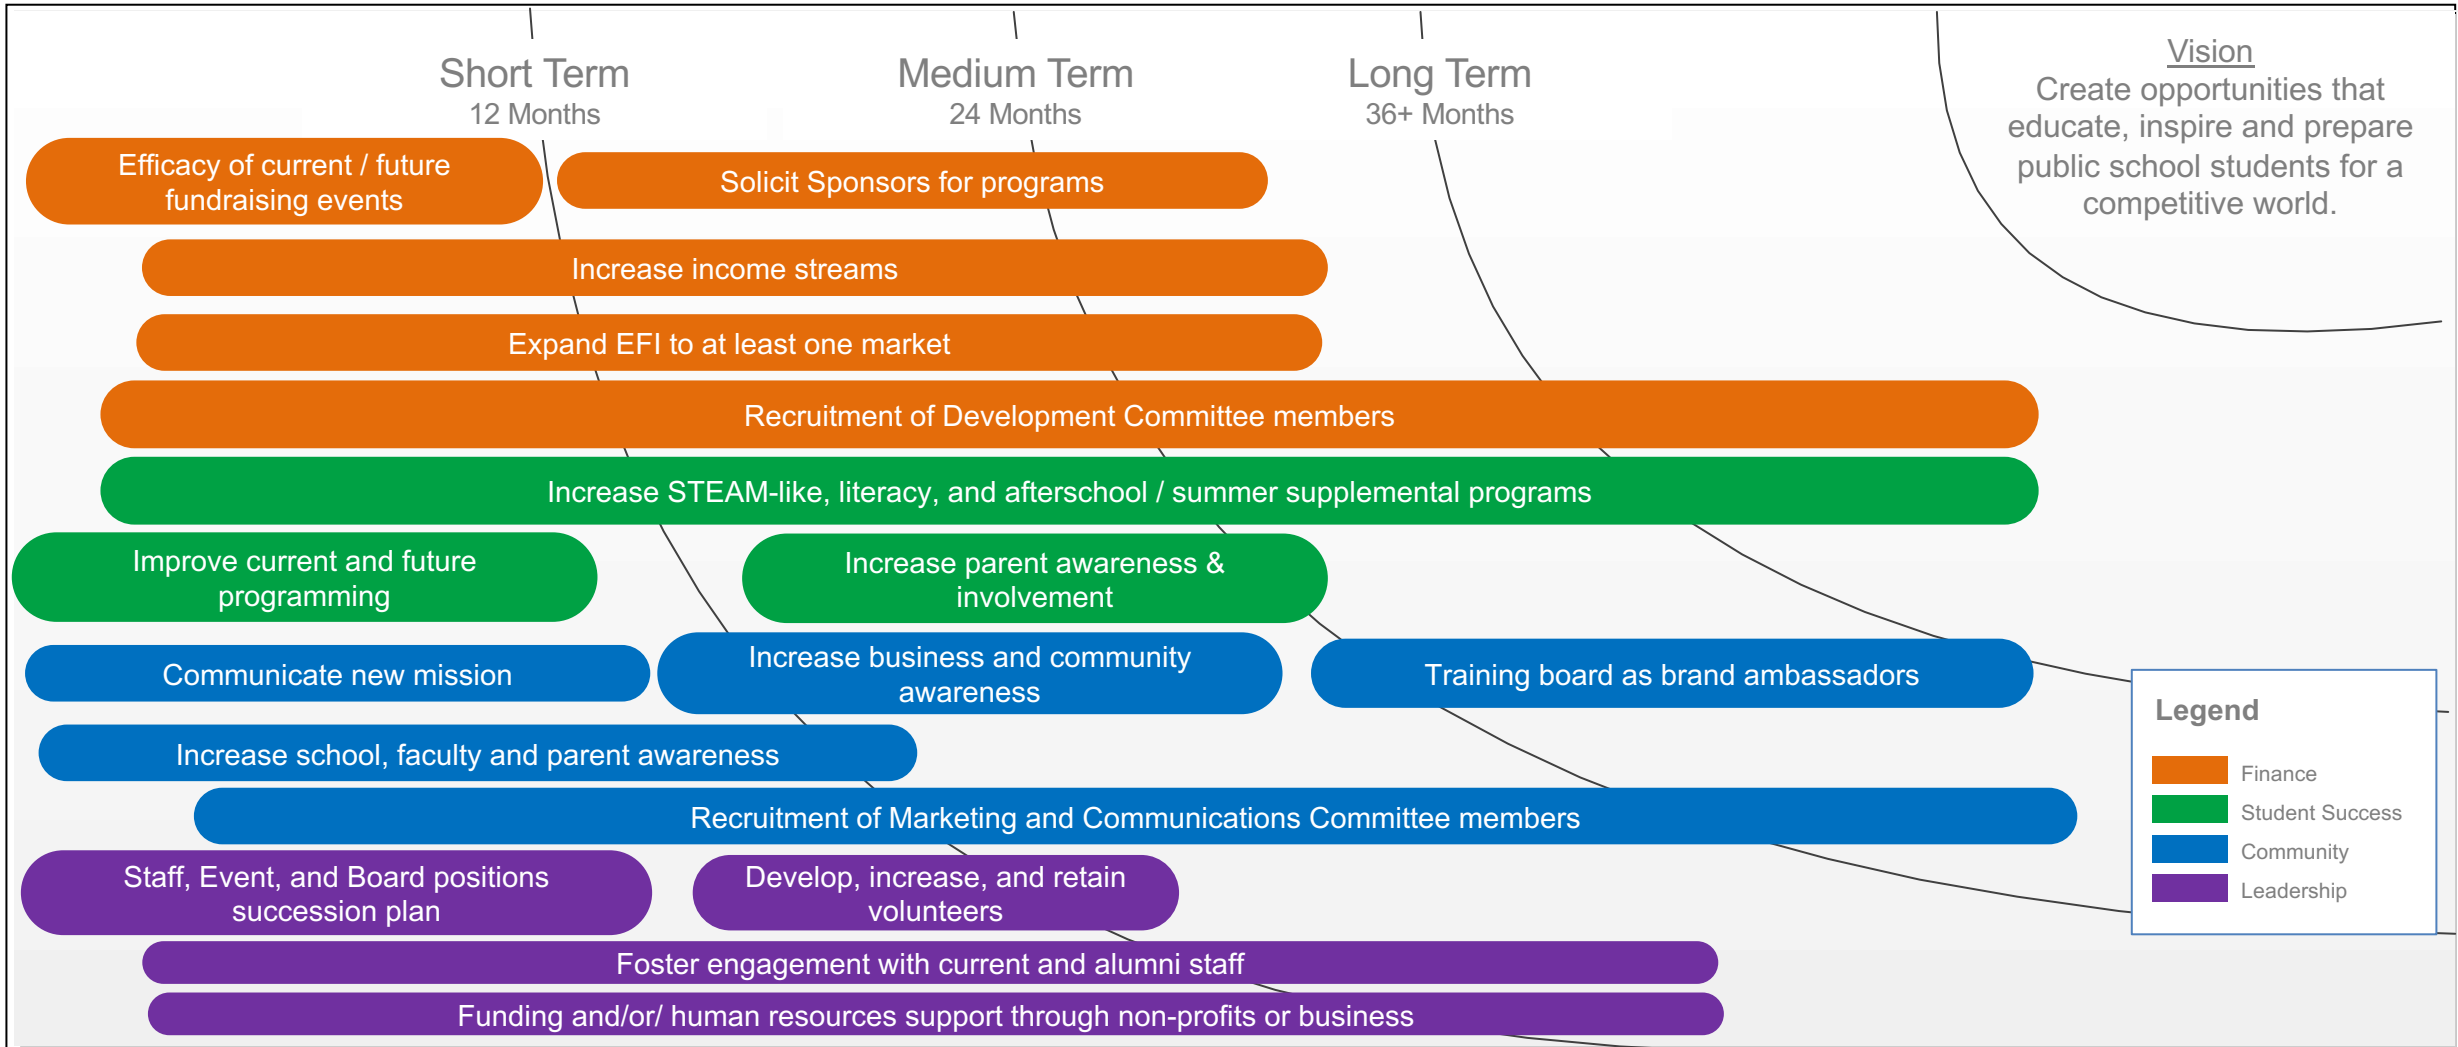 Short Term
12 Months
Medium Term
24 Months
Long Term
36+ Months
Vision
Create opportunities that
educate, inspire and prepare
public school students for a
competitive world.
Efficacy of current / future
fundraising events
Solicit Sponsors for programs
Increase income streams
Expand EFI to at least one market
Recruitment of Development Committee members
Increase STEAM-like, literacy, and afterschool / summer supplemental programs
Improve current and future
programming
Increase parent awareness &
involvement
Communicate new mission
Increase business and community
awareness
Training board as brand ambassadors
Increase school, faculty and parent awareness
Recruitment of Marketing and Communications Committee members
Staff, Event, and Board positions
succession plan
Develop, increase, and retain
volunteers
Foster engagement with current and alumni staff
Funding and/or/ human resources support through non-profits or business
Legend
Finance
Student Success
Community
Leadership